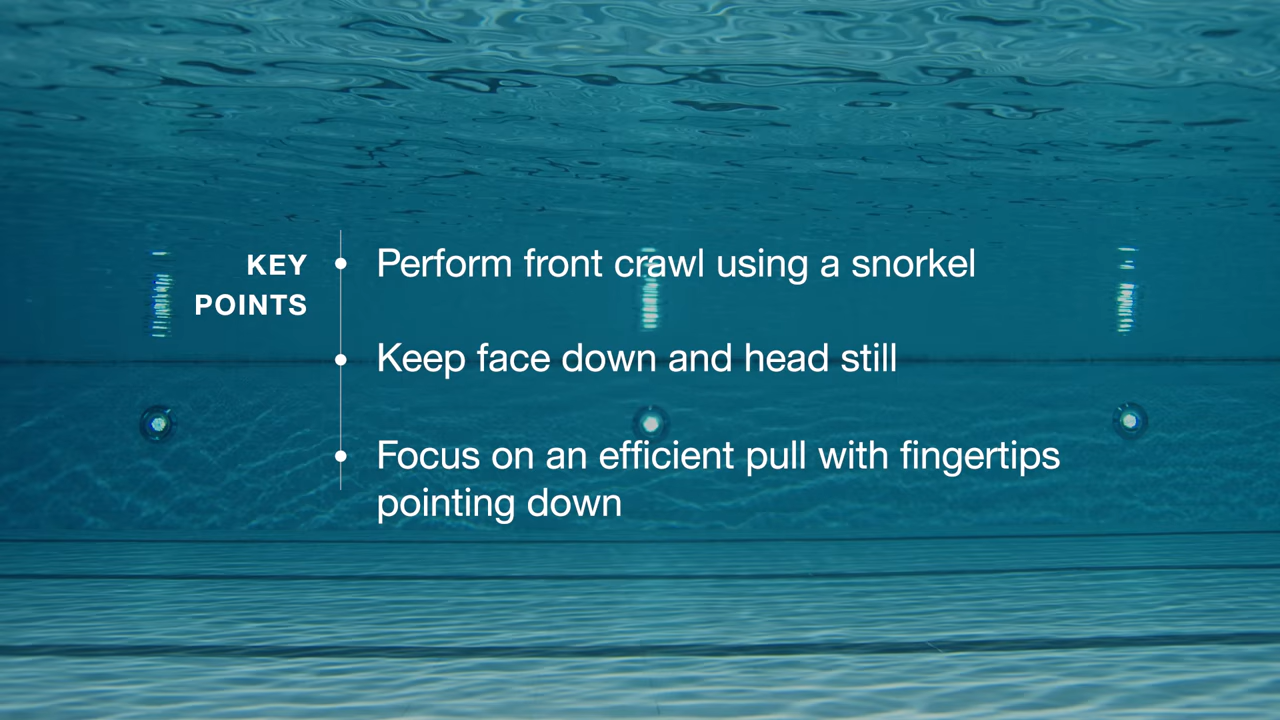 KEY
POINTS
Perform front crawl using a snorkel
Keep face down and head still
Focus on an efficient pull with fingertips
pointing down